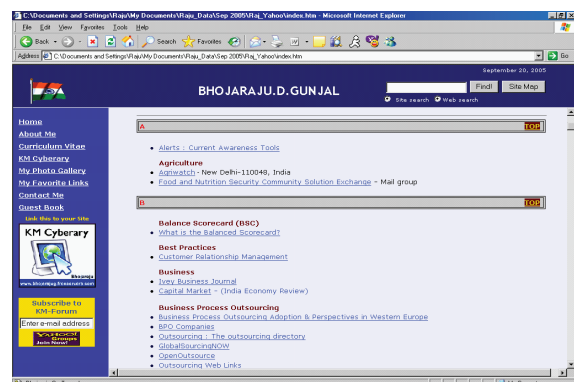 C:\Documents and Settings\Raju\My Documents\Raju_Data\Sep 2005\Raj_Yahoo\index.htm - Microsoft Internet Explorer
File Edit View Favorites Tools Help
Back Search Favorites
Address C:\Documents and Settings\Raju\My Documents\Raju_Data\Sep 2005\Raj_Yahoo\index.htm Go
September 20, 2005
BHOJARAJU.D.GUNJAL
Find! Site Map
Site search Web search
Home
About Me
Curriculum Vitae
KM Cyberary
My Photo Gallery
My Favorite Links
Contact Me
Guest Book
Link this to your Site
KM Cyberary
Bhojaraju
Subscribe to
KM-Forum
Enter e-mail address
YAHOO!
Groups
Join Now!
A TOP
Alerts : Current Awareness Tools
Agriculture
Agriwatch - New Delhi-110048, India
Food and Nutrition Security Community Solution Exchange - Mail group
B TOP
Balance Scorecard (BSC)
What is the Balanced Scorecard?
Best Practices
Customer Relationship Management
Business
Ivey Business Journal
Capital Market - (India Economy Review)
Business Process Outsourcing
Business Process Outsourcing Adoption & Perspectives in Western Europe
BPO Companies
Outsourcing : The outsourcing directory
GlobalSourcingNOW
OpenOutsource
Outsourcing Web Links